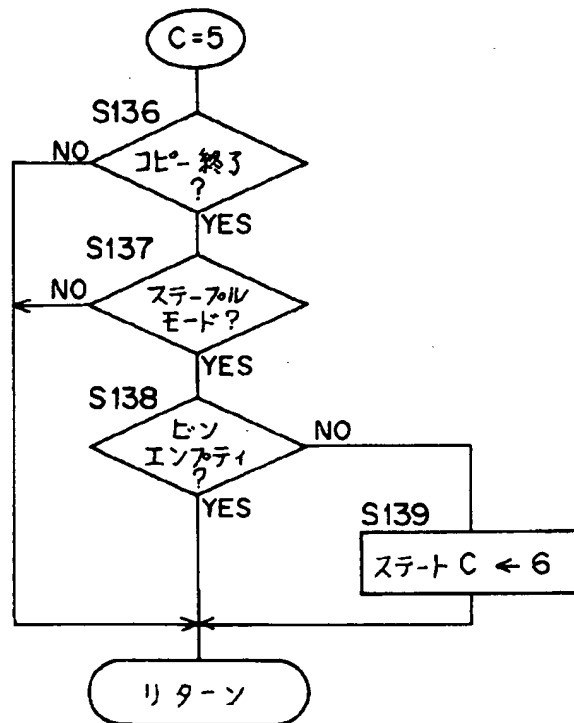 C=5
S136
NO
コピー終了
?
YES
S137
NO
ステープル
モード?
YES
S138
NO
ビン
エンプティ
?
YES
S139
ステート C ← 6
リターン